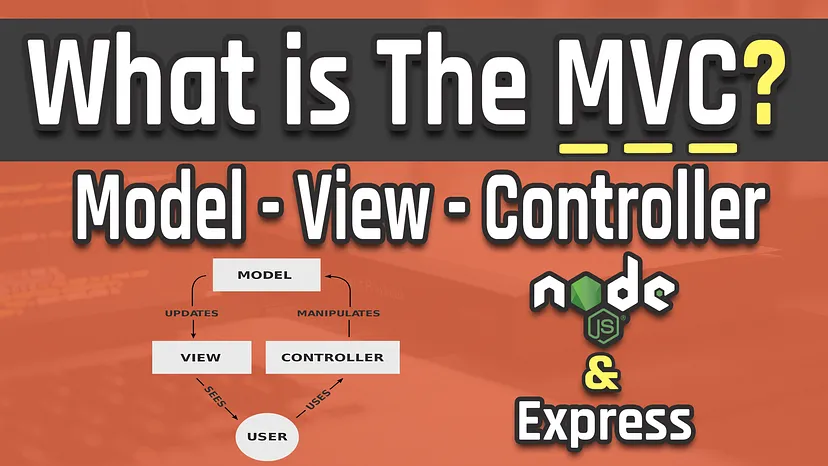 What is The MVC?
Model - View - Controller
MODEL
UPDATES
MANIPULATES
VIEW
CONTROLLER
SEES
USES
USER
node
JS
&
Express